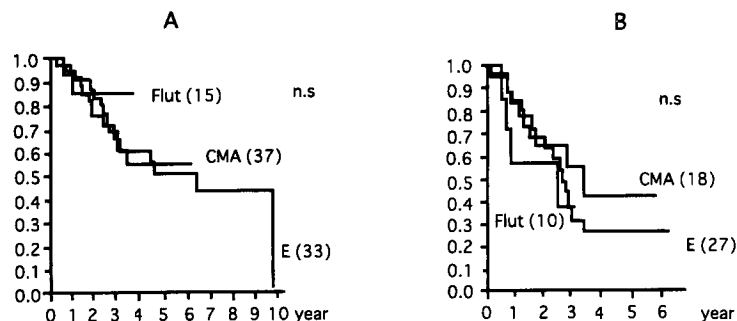 A
1.0
0.9
0.8
0.7
0.6
0.5
0.4
0.3
0.2
0.1
0.0
Flut (15)
n.s
CMA (37)
E (33)
0 1 2 3 4 5 6 7 8 9 10 year
B
1.0
0.9
0.8
0.7
0.6
0.5
0.4
0.3
0.2
0.1
0.0
n.s
CMA (18)
Flut (10)
E (27)
0 1 2 3 4 5 6 year